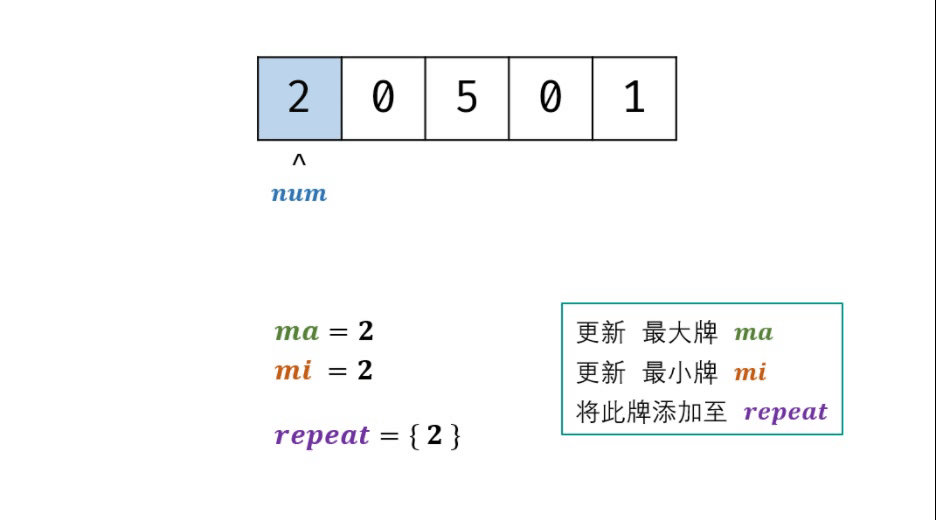 2 0 5 0 1
^
num
ma = 2
mi = 2
repeat = { 2 }
更新 最大牌 ma
更新 最小牌 mi
将此牌添加至 repeat